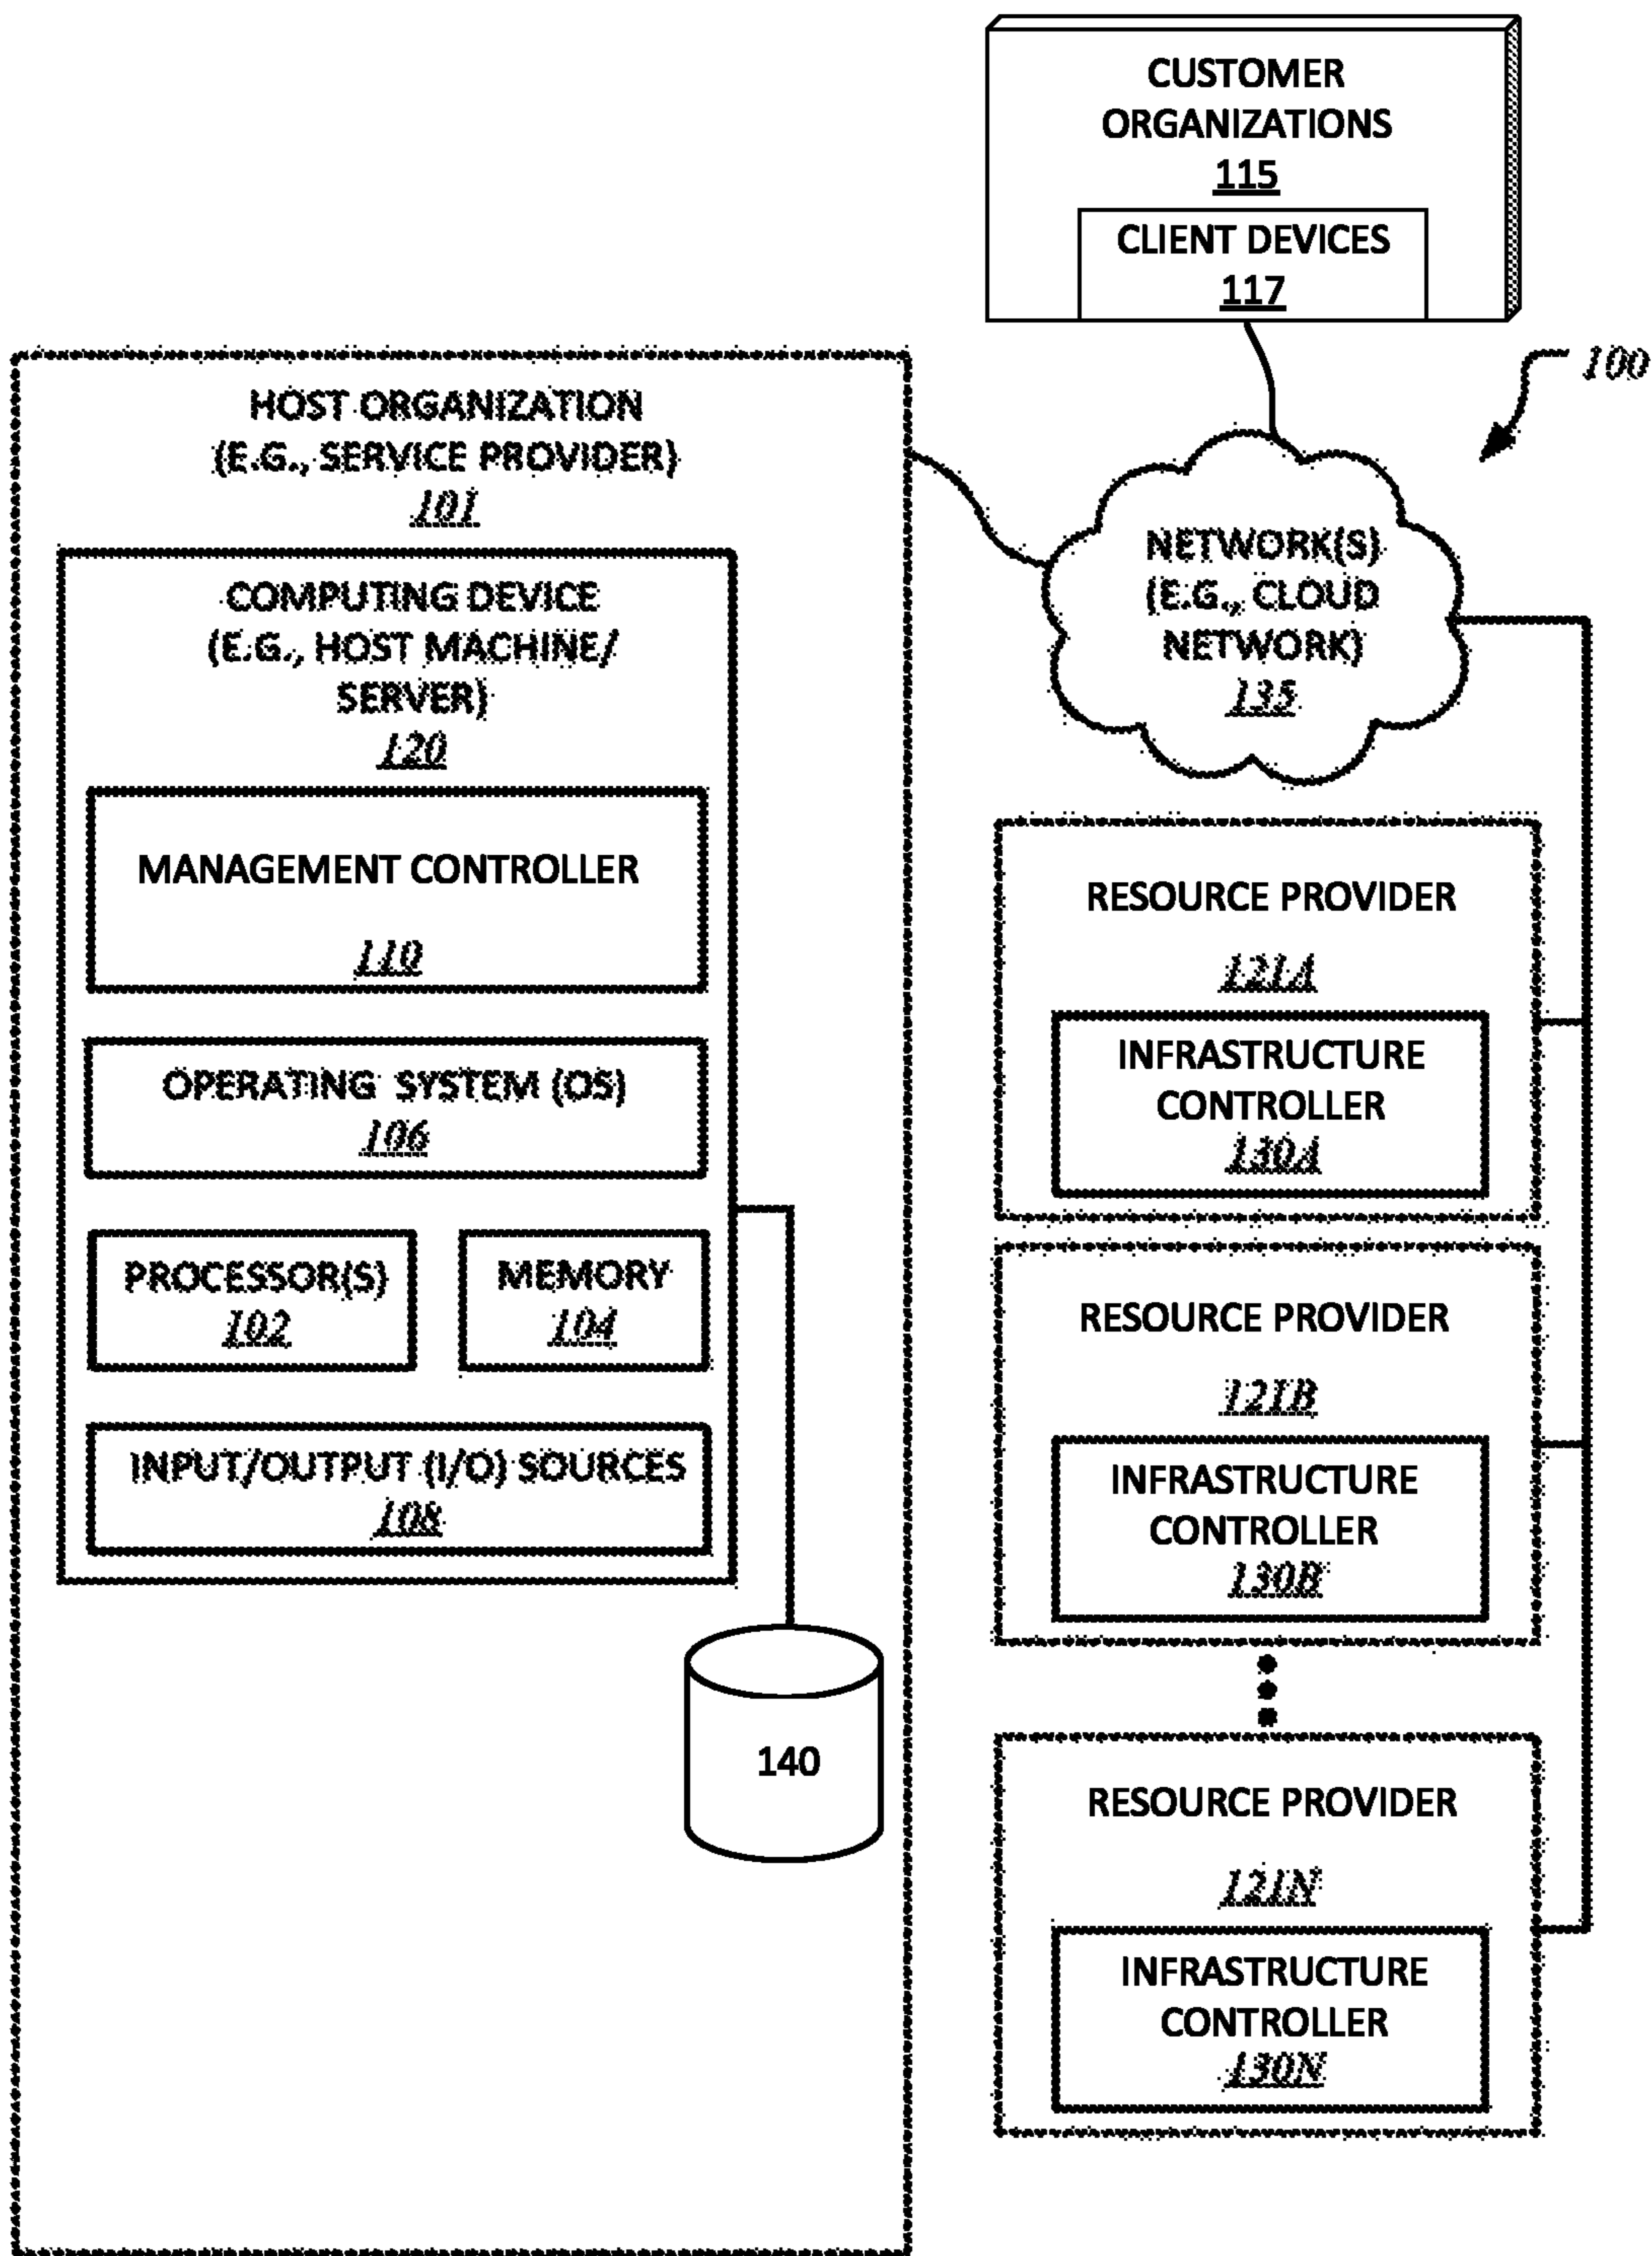 CUSTOMER
ORGANIZATIONS
115
CLIENT DEVICES
117
100
HOST ORGANIZATION
(E.G., SERVICE PROVIDER)
101
COMPUTING DEVICE
(E.G., HOST MACHINE/
SERVER)
120
MANAGEMENT CONTROLLER
110
OPERATING SYSTEM (OS)
106
PROCESSOR(S)
102
MEMORY
104
INPUT/OUTPUT (I/O) SOURCES
108
140
NETWORK(S)
(E.G., CLOUD
NETWORK)
135
RESOURCE PROVIDER
121A
INFRASTRUCTURE
CONTROLLER
130A
RESOURCE PROVIDER
121B
INFRASTRUCTURE
CONTROLLER
130B
RESOURCE PROVIDER
121N
INFRASTRUCTURE
CONTROLLER
130N